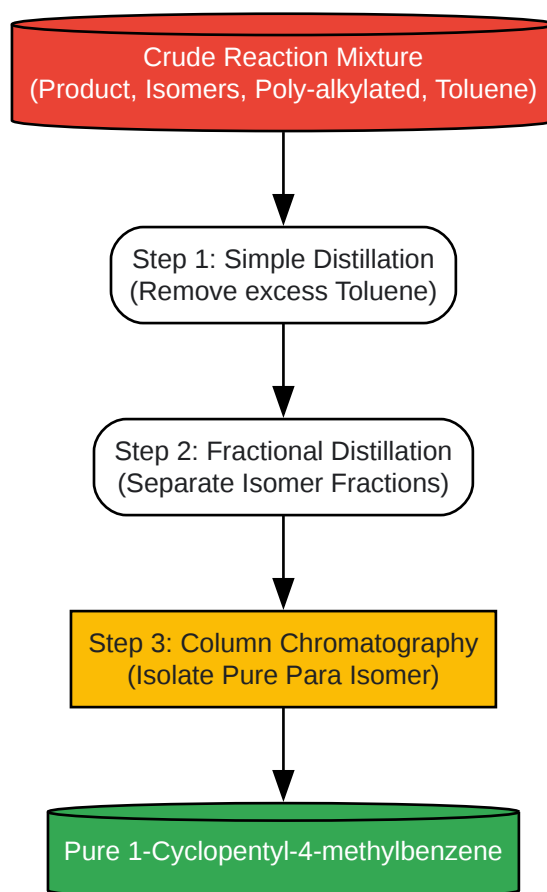 Crude Reaction Mixture
(Product, Isomers, Poly-alkylated, Toluene)
Step 1: Simple Distillation
(Remove excess Toluene)
Step 2: Fractional Distillation
(Separate Isomer Fractions)
Step 3: Column Chromatography
(Isolate Pure Para Isomer)
Pure 1-Cyclopentyl-4-methylbenzene